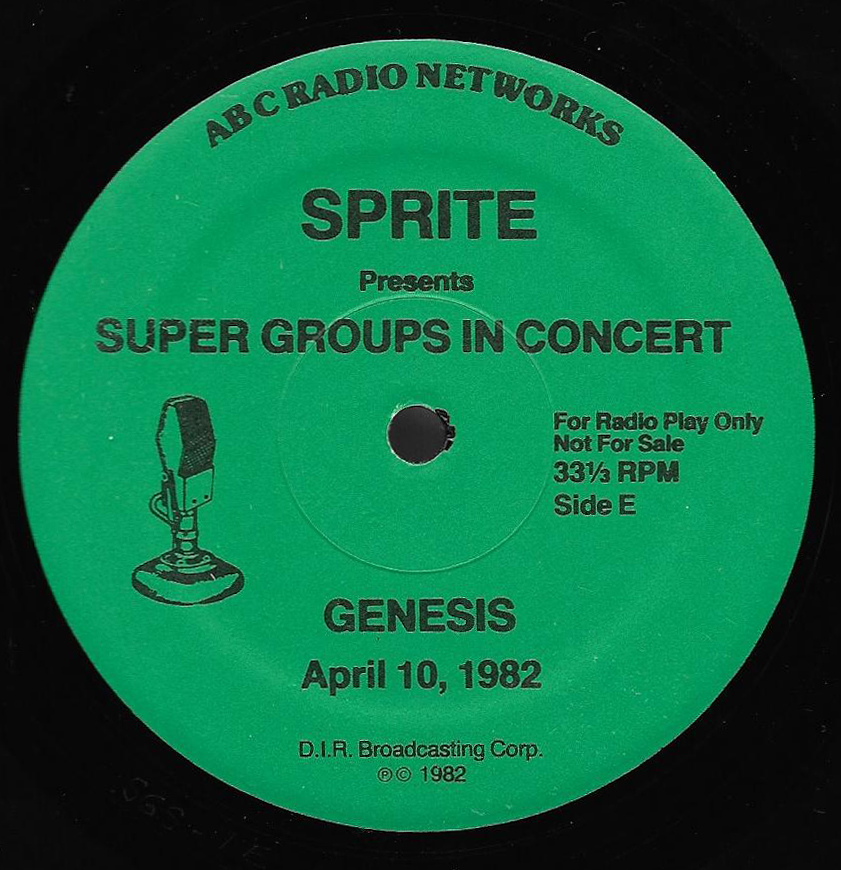 ABC RADIO NETWORKS
SPRITE
Presents
SUPER GROUPS IN CONCERT
For Radio Play Only
Not For Sale
33⅓ RPM
Side E
GENESIS
April 10, 1982
D.I.R. Broadcasting Corp.
℗© 1982